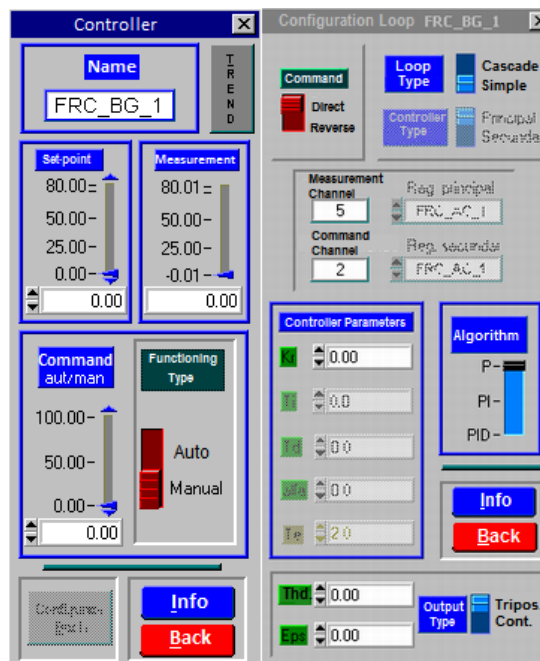 Controller
Name
FRC_BG_1
TREND
Set-point
80.00
50.00
25.00
0.00
0.00
Measurement
80.01
50.00
25.00
-0.01
0.00
Command
aut/man
100.00
50.00
0.00
0.00
Functioning
Type
Auto
Manual
Info
Back
Configuration Loop FRC_BG_1
Command
Direct
Reverse
Loop
Type
Cascade
Simple
Controller
Type
Principal
Secunda
Measurement
Channel
5
Command
Channel
2
Reg. principal
FRC_AC_1
Reg. secundar
FRC_AC_1
Controller Parameters
Kr 0.00
Ti 0.0
Td 0.0
alfa 0.0
Te 2.0
Algorithm
P
PI
PID
Info
Back
Thd. 0.00
Eps 0.00
Output
Type
Tripos.
Cont.